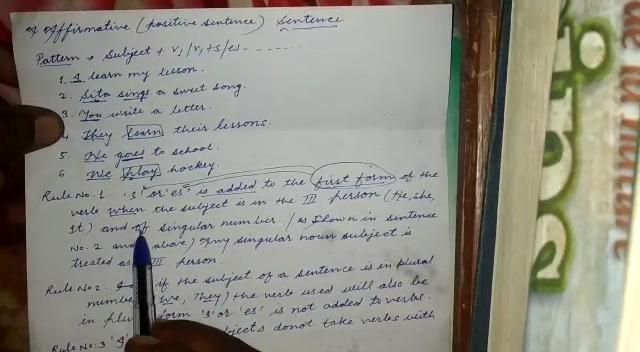 Affirmative (positive sentence) Sentence
Pattern → Subject + V1/V1+s/es- ......
1. I learn my lesson.
2. Sita sings a sweet song.
3. You write a letter.
4. They learn their lessons.
5. He goes to school.
6 We play hockey.
Rule No. 1 's' or 'es' is added to the first form of the
verb when the subject is in the III person (He, she,
It) and of singular number. (as shown in sentence
No. 2 and above) Any singular noun subject is
treated as III person.
Rule No 2. if the subject of a sentence is in plural
number (We, They) the verb used will also be
in form 's' or 'es' is not added to verbs.
Rule No: 3 donot take verbs with
de la nature